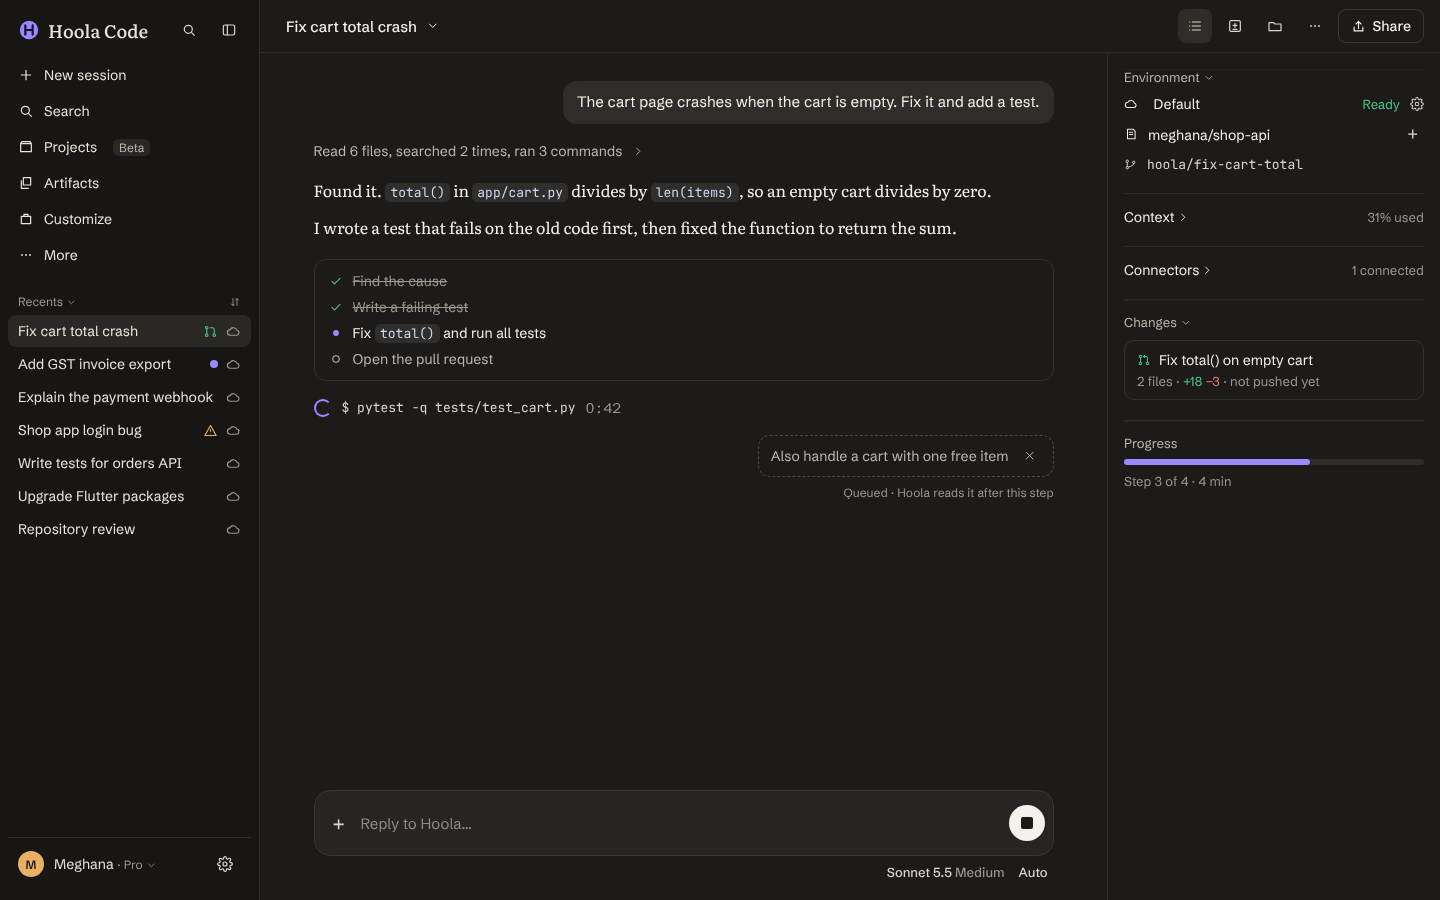 Hoola Code
New session
Search
Projects Beta
Artifacts
Customize
More
Recents
Fix cart total crash
Add GST invoice export
Explain the payment webhook
Shop app login bug
Write tests for orders API
Upgrade Flutter packages
Repository review
M Meghana · Pro
Fix cart total crash
Share
The cart page crashes when the cart is empty. Fix it and add a test.
Read 6 files, searched 2 times, ran 3 commands
Found it. total() in app/cart.py divides by len(items), so an empty cart divides by zero.
I wrote a test that fails on the old code first, then fixed the function to return the sum.
Find the cause
Write a failing test
Fix total() and run all tests
Open the pull request
$ pytest -q tests/test_cart.py 0:42
Also handle a cart with one free item
Queued · Hoola reads it after this step
Reply to Hoola...
Sonnet 5.5 Medium Auto
Environment
Default Ready
meghana/shop-api
hoola/fix-cart-total
Context 31% used
Connectors 1 connected
Changes
Fix total() on empty cart
2 files · +18 −3 · not pushed yet
Progress
Step 3 of 4 · 4 min